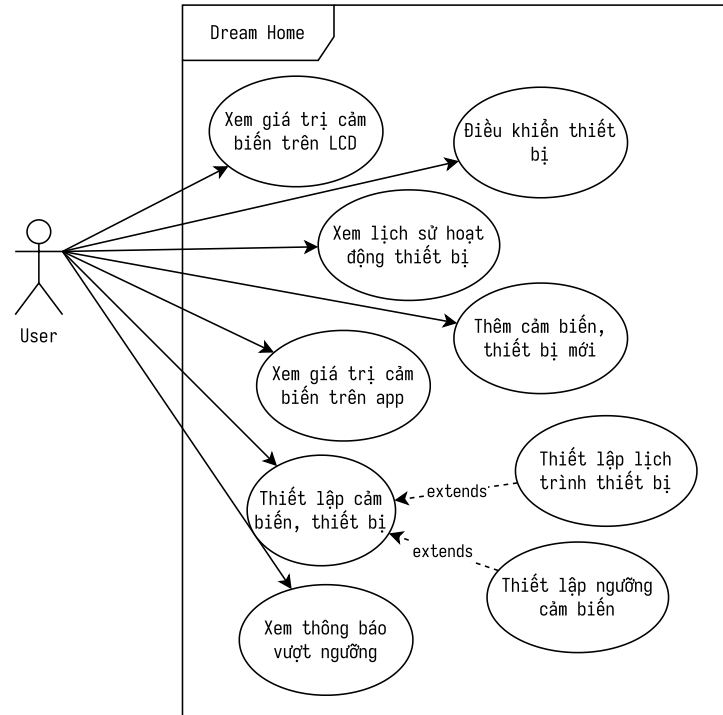 Dream Home
Xem giá trị cảm
biến trên LCD
Điều khiển thiết
bị
Xem lịch sử hoạt
động thiết bị
User
Thêm cảm biến,
thiết bị mới
Xem giá trị cảm
biến trên app
Thiết lập lịch
trình thiết bị
extends
Thiết lập cảm
biến, thiết bị
extends
Thiết lập ngưỡng
cảm biến
Xem thông báo
vượt ngưỡng